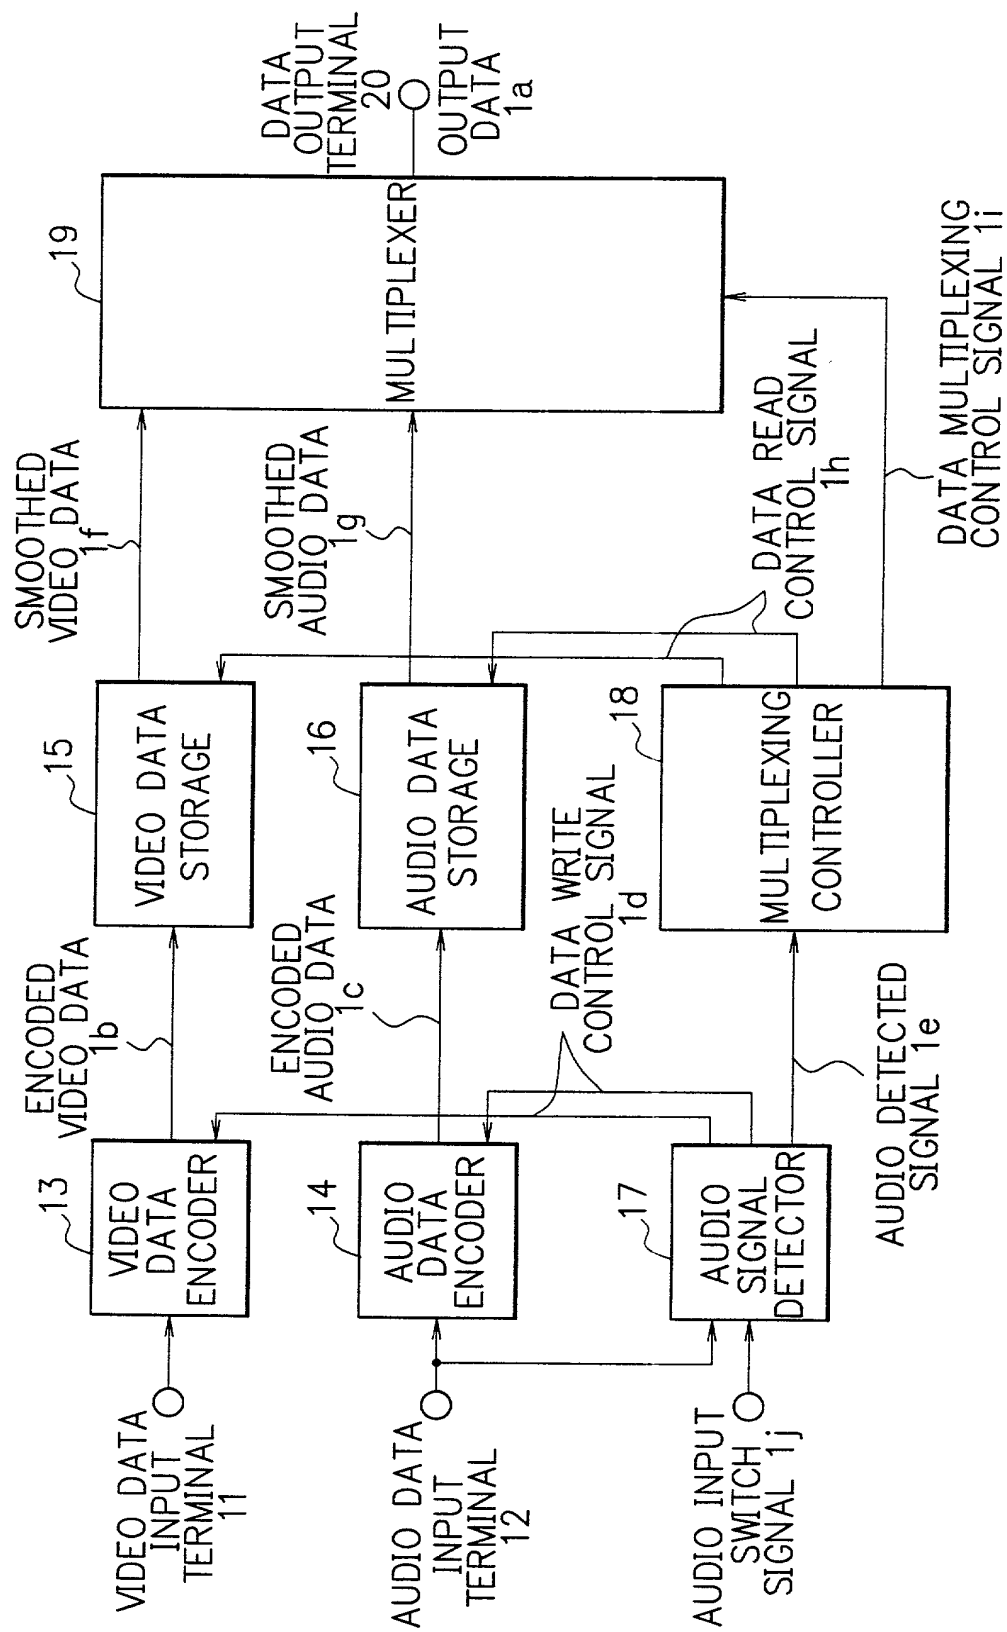 VIDEO DATA
INPUT
TERMINAL
11
13
VIDEO
DATA
ENCODER
ENCODED
VIDEO DATA
1b
15
VIDEO DATA
STORAGE
SMOOTHED
VIDEO DATA
1f
19
MULTIPLEXER
DATA
OUTPUT
TERMINAL
20
OUTPUT
DATA
1a
AUDIO DATA
INPUT
TERMINAL
12
14
AUDIO
DATA
ENCODER
ENCODED
AUDIO DATA
1c
16
AUDIO DATA
STORAGE
SMOOTHED
AUDIO DATA
1g
DATA WRITE
CONTROL SIGNAL
1d
DATA READ
CONTROL SIGNAL
1h
AUDIO INPUT
SWITCH
SIGNAL 1j
17
AUDIO
SIGNAL
DETECTOR
AUDIO DETECTED
SIGNAL 1e
18
MULTIPLEXING
CONTROLLER
DATA MULTIPLEXING
CONTROL SIGNAL 1i